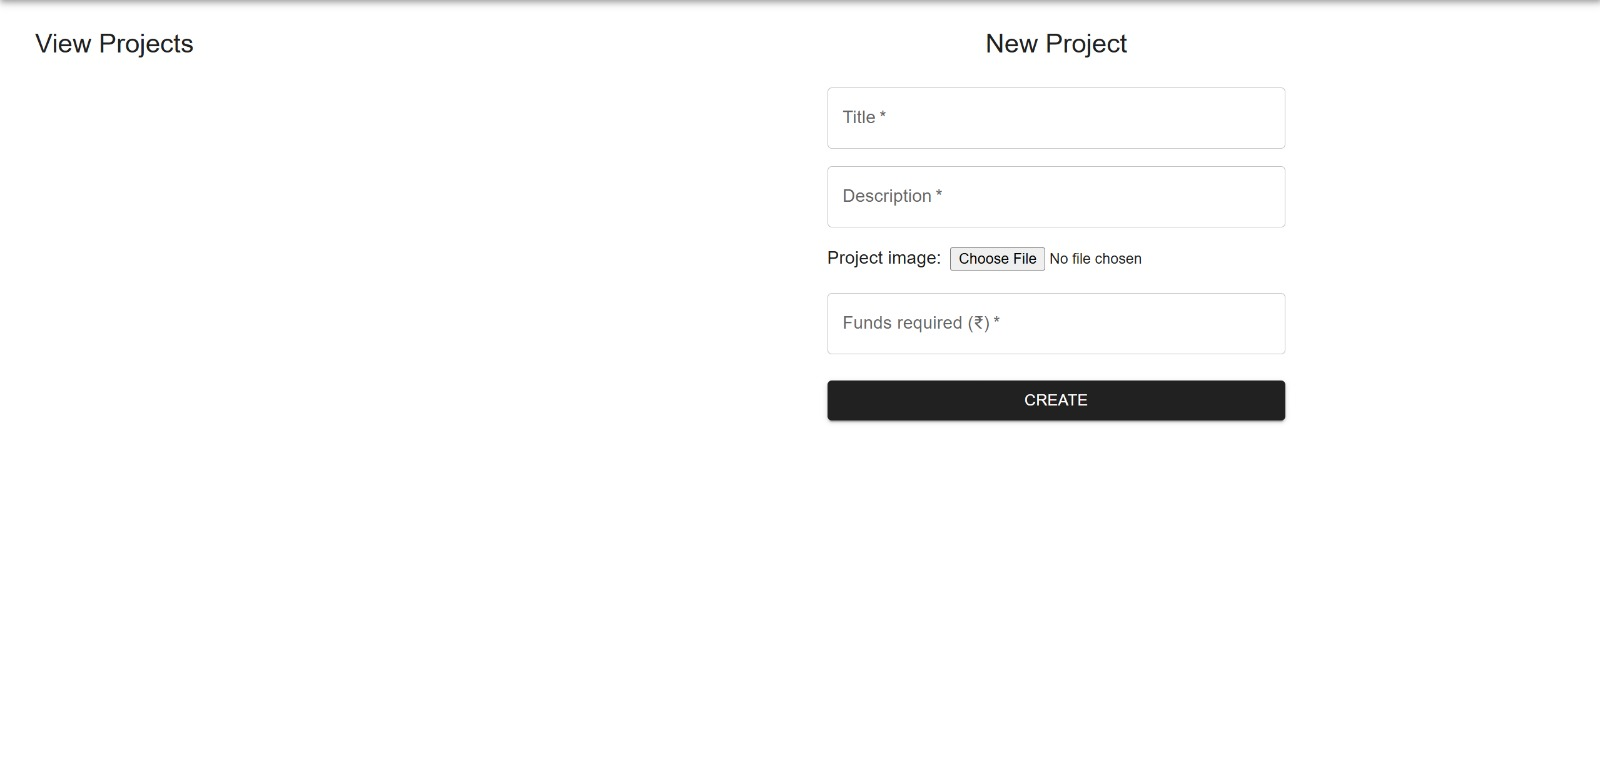 View Projects
New Project
Title *
Description *
Project image: Choose File No file chosen
Funds required (₹) *
CREATE